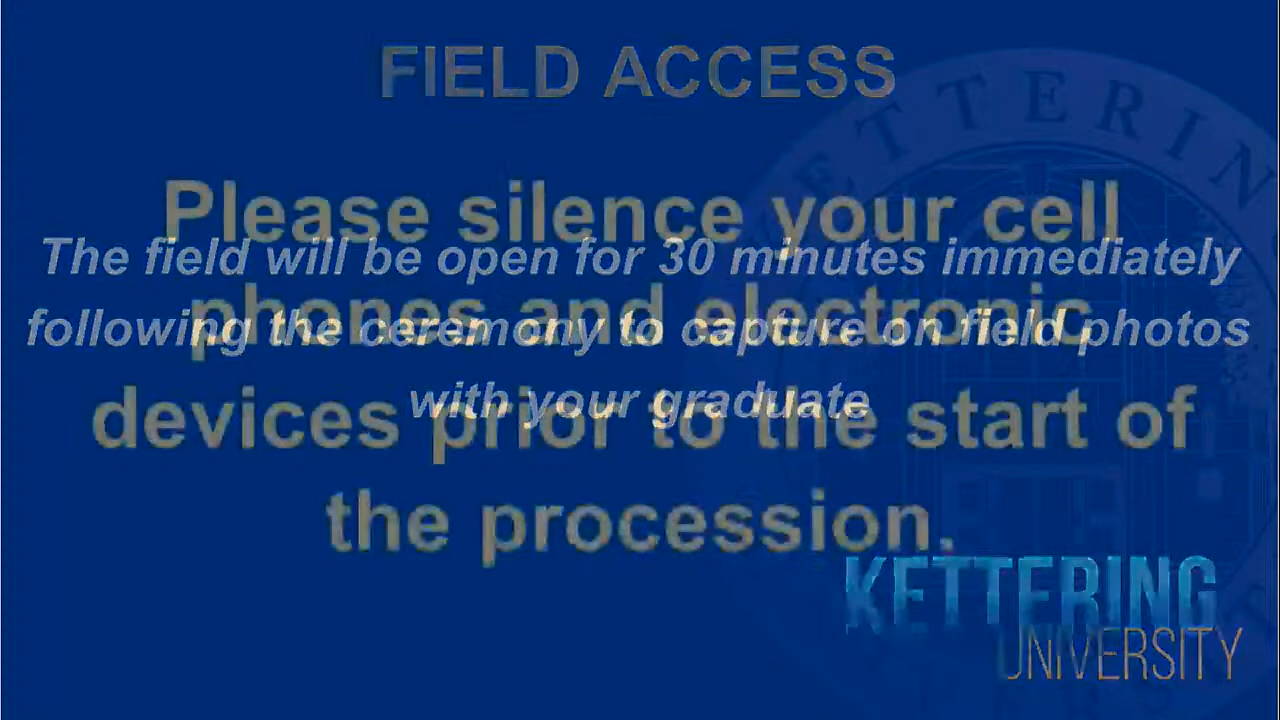 FIELD ACCESS
Please silence your cell
phones and electronic
devices prior to the start of
the procession.
The field will be open for 30 minutes immediately
following the ceremony to capture on field photos
with your graduate
KETTERING
UNIVERSITY